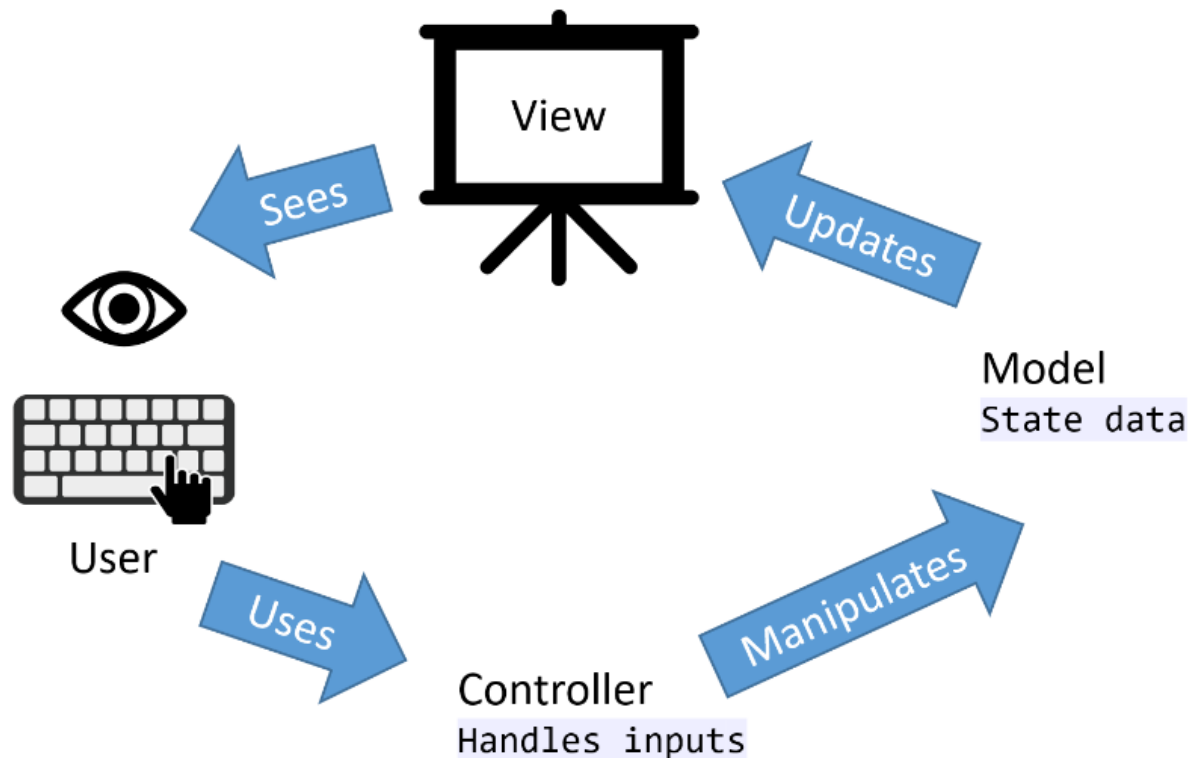 View
Sees
Updates
Model
State data
User
Uses
Manipulates
Controller
Handles inputs